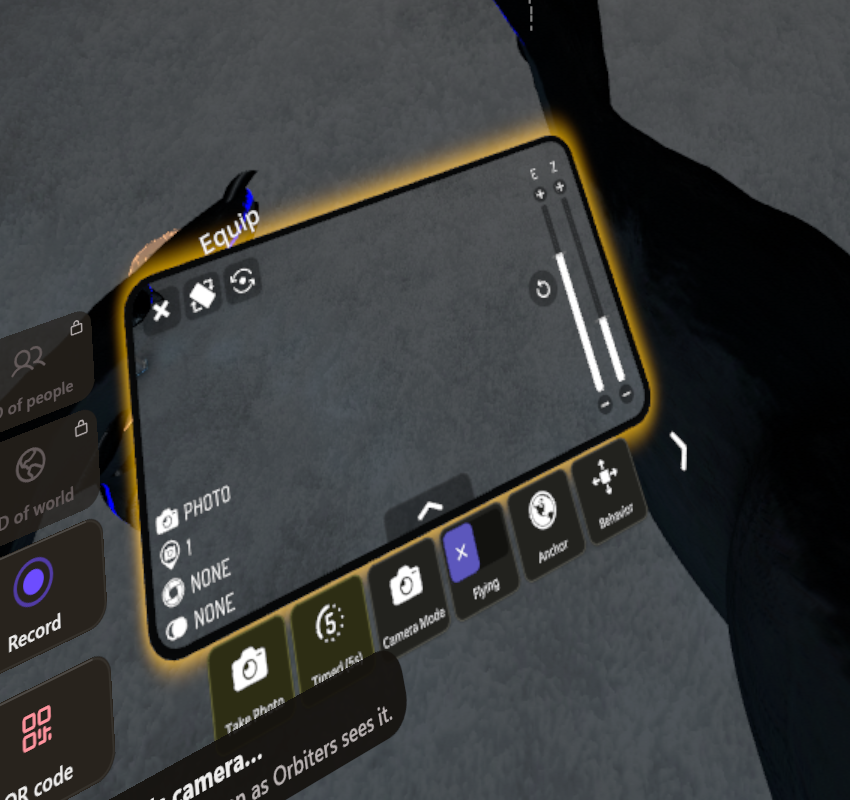 Equip
Z
of people
of world
Record
QR code
PHOTO
1
NONE
NONE
5
Take Photo
Timed (5s)
Camera Mode
X
Flying
Anchor
Behavior
camera...
as Orbiters sees it.